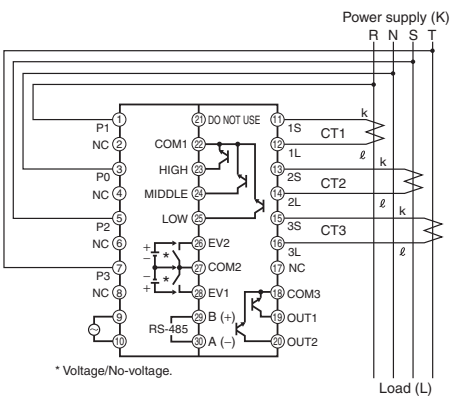 Power supply (K)
R N S T
1 21 DO NOT USE 11 k
P1 1S CT1
NC 2 COM1 22 12
1L ℓ
3 HIGH 23 13 k
P0 2S CT2
NC 4 MIDDLE 24 14
2L ℓ
5 LOW 25 15 k
P2 3S CT3
NC 6 + − * 26 EV2 16
3L ℓ
7 27 COM2 17 NC
P3 − + *
NC 8 28 EV1 18 COM3
9 29 B (+) 19 OUT1
RS-485
10 30 A (−) 20 OUT2
* Voltage/No-voltage.
Load (L)